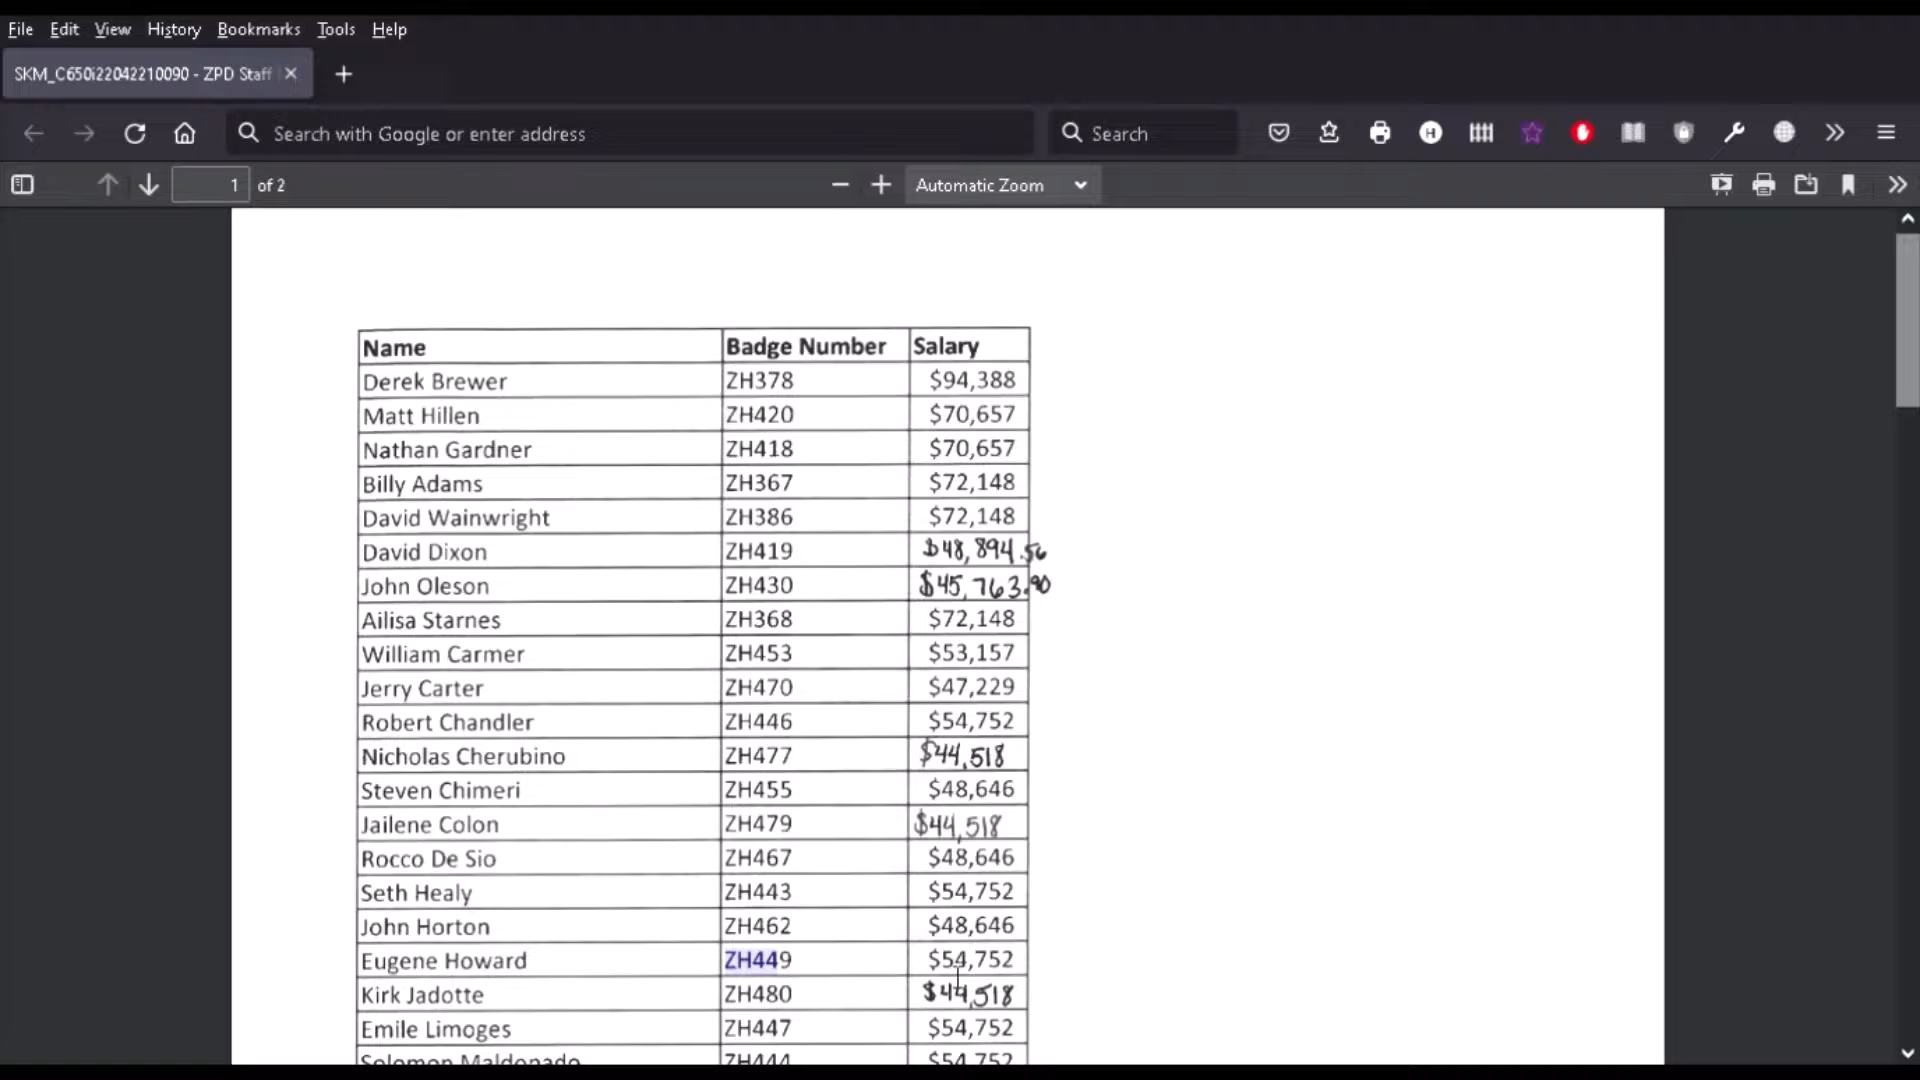 File Edit View History Bookmarks Tools Help
SKM_C650i22042210090 - ZPD Staff
Search with Google or enter address
Search
1 of 2
Automatic Zoom
Name Badge Number Salary
Derek Brewer ZH378 $94,388
Matt Hillen ZH420 $70,657
Nathan Gardner ZH418 $70,657
Billy Adams ZH367 $72,148
David Wainwright ZH386 $72,148
David Dixon ZH419 $48,894.56
John Oleson ZH430 $45,763.90
Ailisa Starnes ZH368 $72,148
William Carmer ZH453 $53,157
Jerry Carter ZH470 $47,229
Robert Chandler ZH446 $54,752
Nicholas Cherubino ZH477 $44,518
Steven Chimeri ZH455 $48,646
Jailene Colon ZH479 $44,518
Rocco De Sio ZH467 $48,646
Seth Healy ZH443 $54,752
John Horton ZH462 $48,646
Eugene Howard ZH449 $54,752
Kirk Jadotte ZH480 $44,518
Emile Limoges ZH447 $54,752
Solomon Maldonado ZH444 $54,752